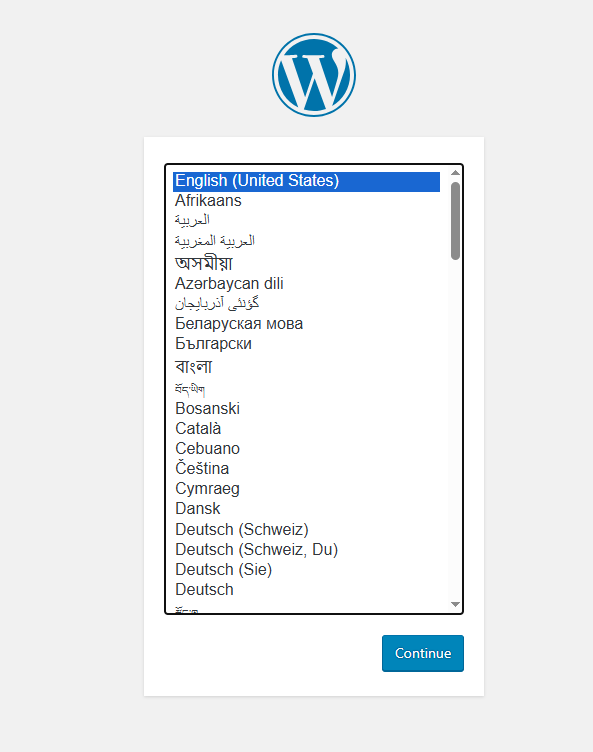 English (United States)
Afrikaans
العربية
العربية المغربية
অসমীয়া
Azərbaycan dili
گؤنئی آذربایجان
Беларуская мова
Български
বাংলা
བོད་ཡིག
Bosanski
Català
Cebuano
Čeština
Cymraeg
Dansk
Deutsch (Schweiz)
Deutsch (Schweiz, Du)
Deutsch (Sie)
Deutsch
Continue